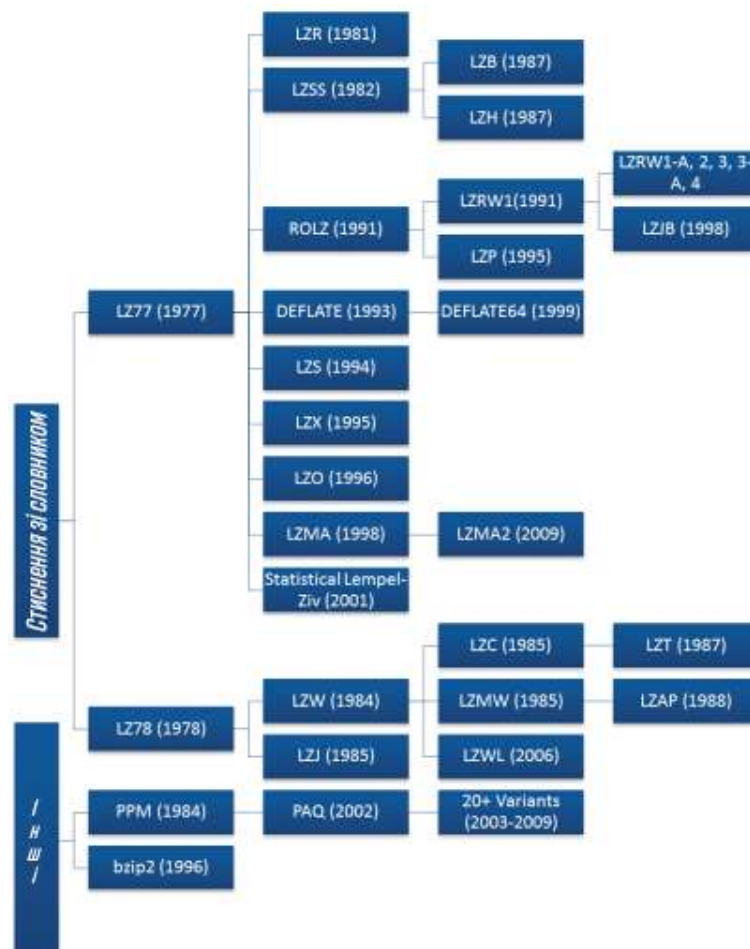 LZR (1981)
LZSS (1982)
LZB (1987)
LZH (1987)
LZRW1-A, 2, 3, 3-
A, 4
LZRW1(1991)
ROLZ (1991)
LZJB (1998)
LZP (1995)
LZ77 (1977)
DEFLATE (1993)
DEFLATE64 (1999)
LZS (1994)
LZX (1995)
LZO (1996)
LZMA (1998)
LZMA2 (2009)
Statistical Lempel-
Ziv (2001)
Стиснення зі словником
LZC (1985)
LZT (1987)
LZ78 (1978)
LZW (1984)
LZMW (1985)
LZAP (1988)
LZJ (1985)
LZWL (2006)
Інші
PPM (1984)
PAQ (2002)
20+ Variants
(2003-2009)
bzip2 (1996)